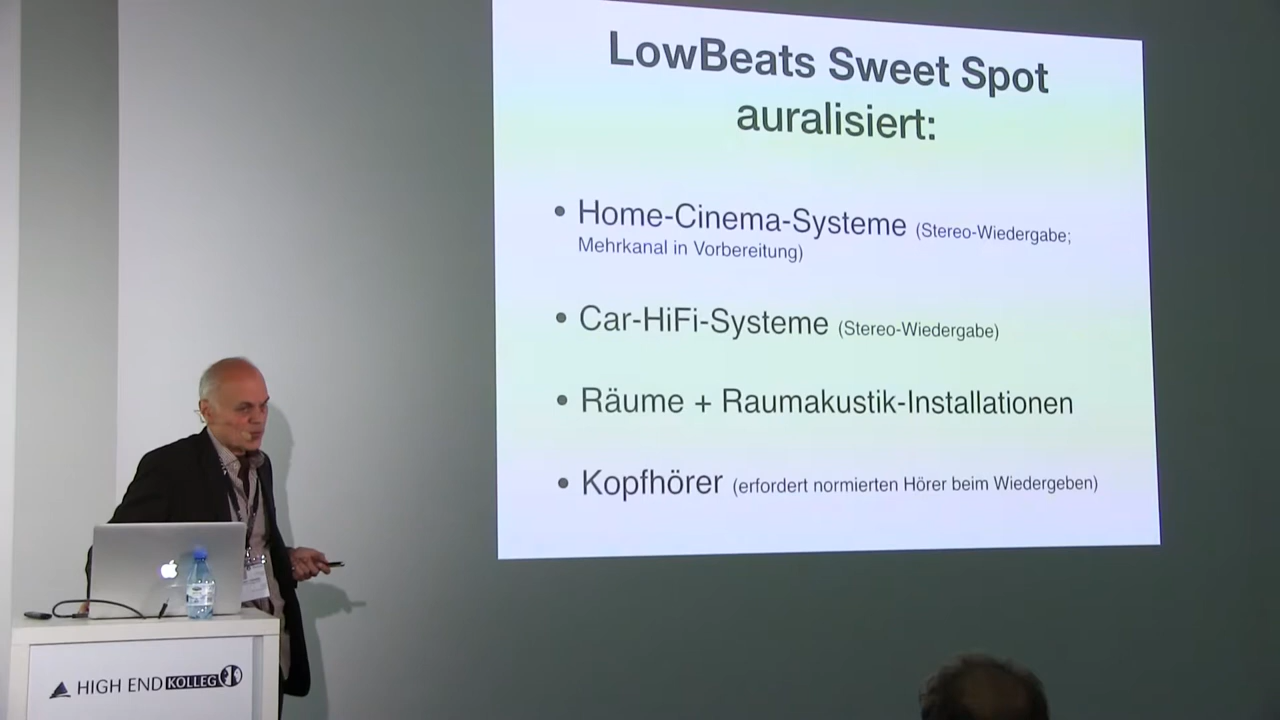 LowBeats Sweet Spot
auralisiert:
• Home-Cinema-Systeme (Stereo-Wiedergabe;
Mehrkanal in Vorbereitung)
• Car-HiFi-Systeme (Stereo-Wiedergabe)
• Räume + Raumakustik-Installationen
• Kopfhörer (erfordert normierten Hörer beim Wiedergeben)
HIGH END KOLLEG